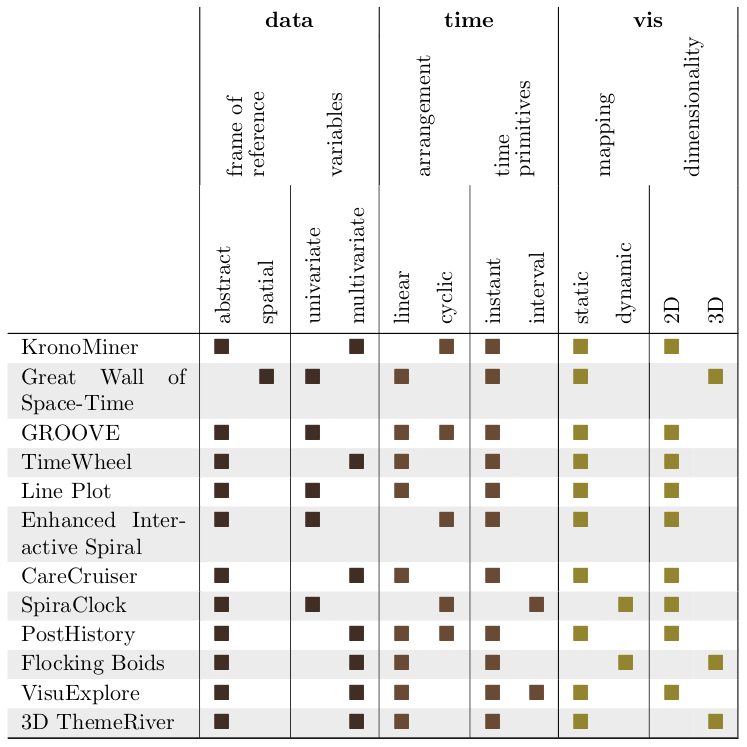 data time vis
frame of
reference
variables
arrangement
time
primitives
mapping
dimensionality
abstract
spatial
univariate
multivariate
linear
cyclic
instant
interval
static
dynamic
2D
3D
KronoMiner
Great Wall of
Space-Time
GROOVE
TimeWheel
Line Plot
Enhanced Inter-
active Spiral
CareCruiser
SpiraClock
PostHistory
Flocking Boids
VisuExplore
3D ThemeRiver